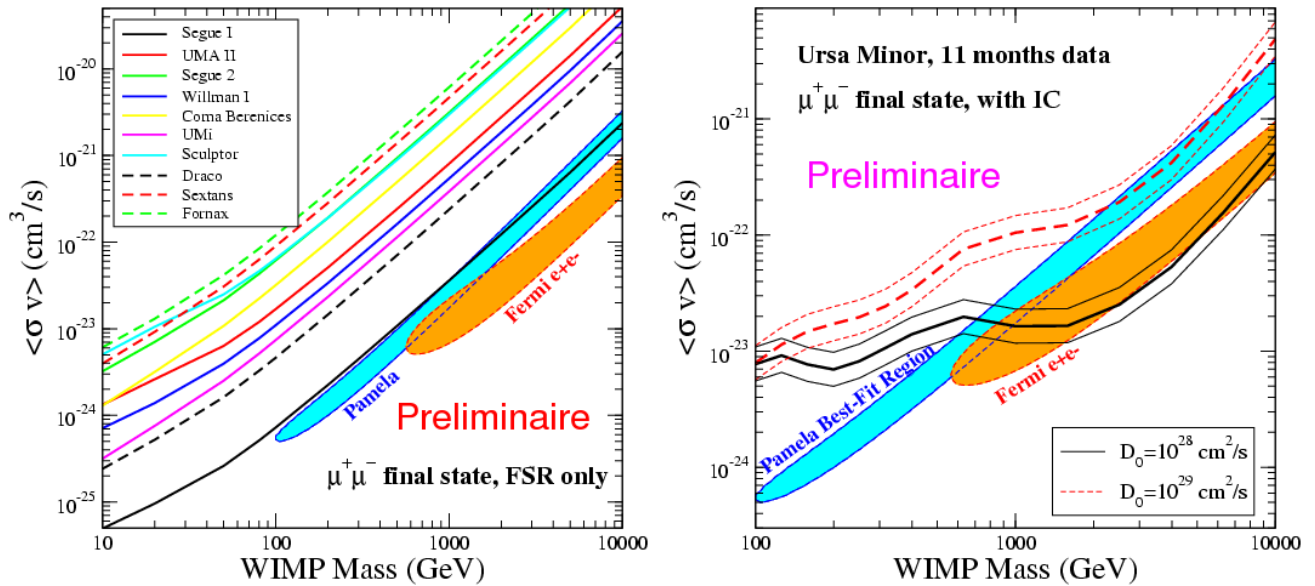 Segue 1
UMA II
Segue 2
Willman 1
Coma Berenices
UMi
Sculptor
Draco
Sextans
Fornax
10^-20
10^-21
10^-22
10^-23
10^-24
10^-25
<σ v> (cm^3/s)
Fermi e+e-
Pamela
Preliminaire
μ+μ− final state, FSR only
10
100
1000
10000
WIMP Mass (GeV)
Ursa Minor, 11 months data
μ+μ− final state, with IC
Preliminaire
10^-21
10^-22
10^-23
10^-24
<σ v> (cm^3/s)
Pamela Best-Fit Region
Fermi e+e-
D_0=10^28 cm^2/s
D_0=10^29 cm^2/s
100
1000
10000
WIMP Mass (GeV)